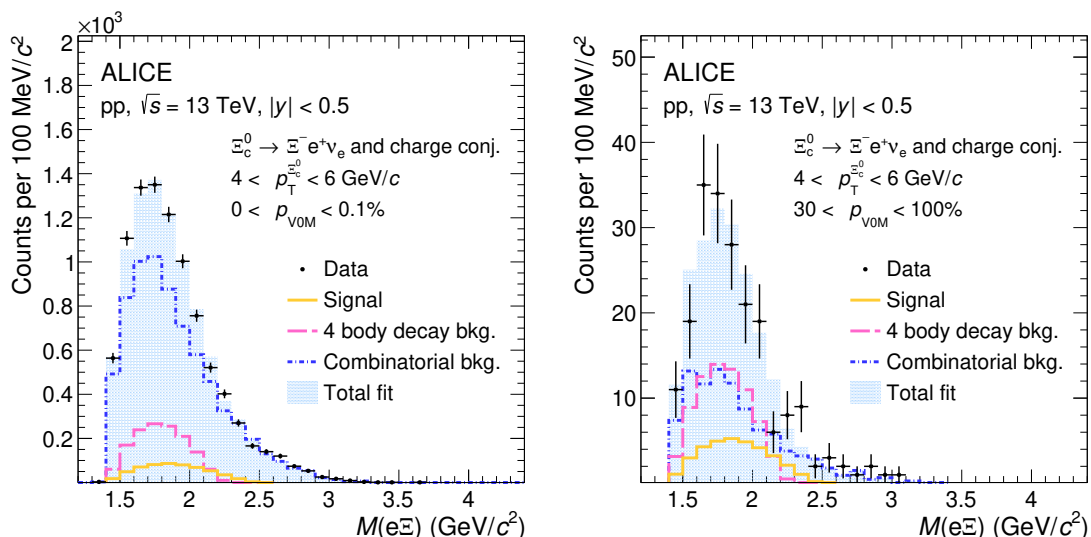 ×10³
2
1.8
1.6
1.4
1.2
1
0.8
0.6
0.4
0.2
Counts per 100 MeV/c²
ALICE
pp, √s = 13 TeV, |y| < 0.5
Ξc⁰ → Ξ⁻e⁺νe and charge conj.
4 < pT^Ξc⁰ < 6 GeV/c
0 < pV0M < 0.1%
Data
Signal
4 body decay bkg.
Combinatorial bkg.
Total fit
1.5 2 2.5 3 3.5 4
M(eΞ) (GeV/c²)
50
40
30
20
10
Counts per 100 MeV/c²
ALICE
pp, √s = 13 TeV, |y| < 0.5
Ξc⁰ → Ξ⁻e⁺νe and charge conj.
4 < pT^Ξc⁰ < 6 GeV/c
30 < pV0M < 100%
Data
Signal
4 body decay bkg.
Combinatorial bkg.
Total fit
1.5 2 2.5 3 3.5 4
M(eΞ) (GeV/c²)